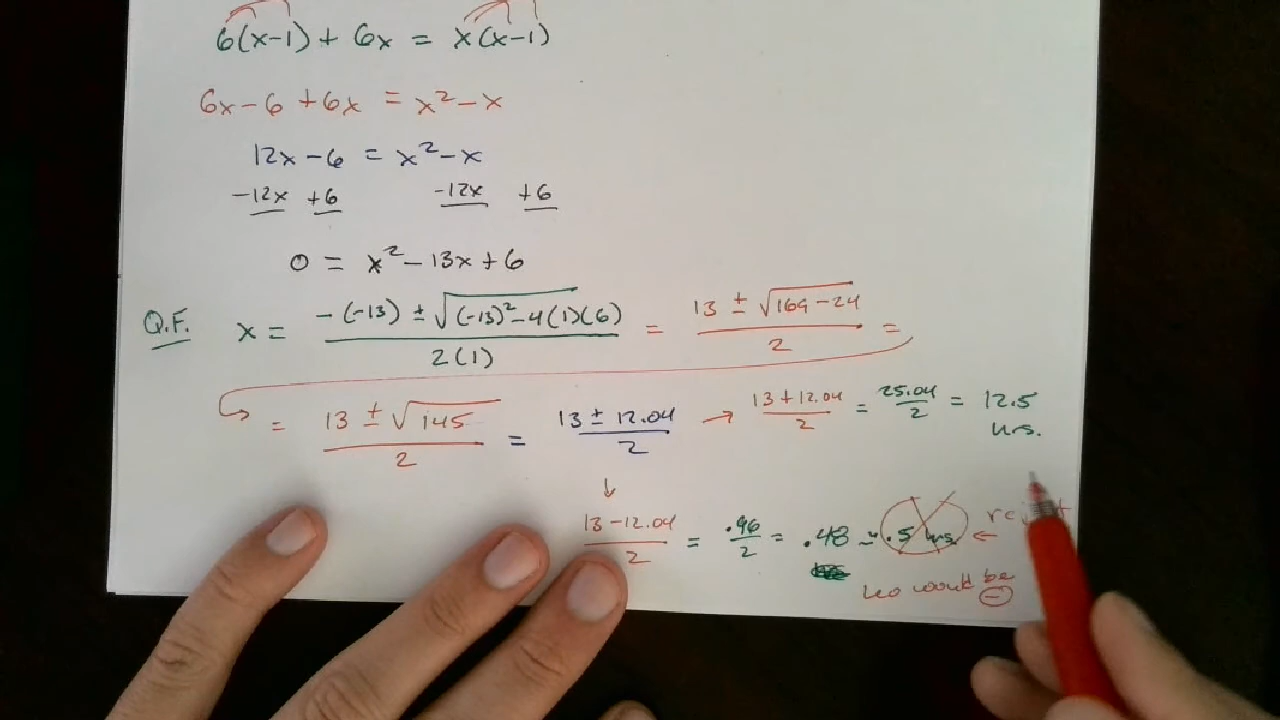 6(x-1) + 6x = x(x-1)
6x - 6 + 6x = x² - x
12x - 6 = x² - x
-12x +6 -12x +6
0 = x² - 13x + 6
Q.F. x = (-(-13) ± √((-13)² - 4(1)(6))) / 2(1) = (13 ± √(169-24)) / 2 =
= (13 ± √145) / 2 = (13 ± 12.04) / 2 → (13 + 12.04) / 2 = 25.04 / 2 = 12.5 hrs.
↓
(13 - 12.04) / 2 = .96 / 2 = .48 ≈ .5 hrs. ←
would be ⊖